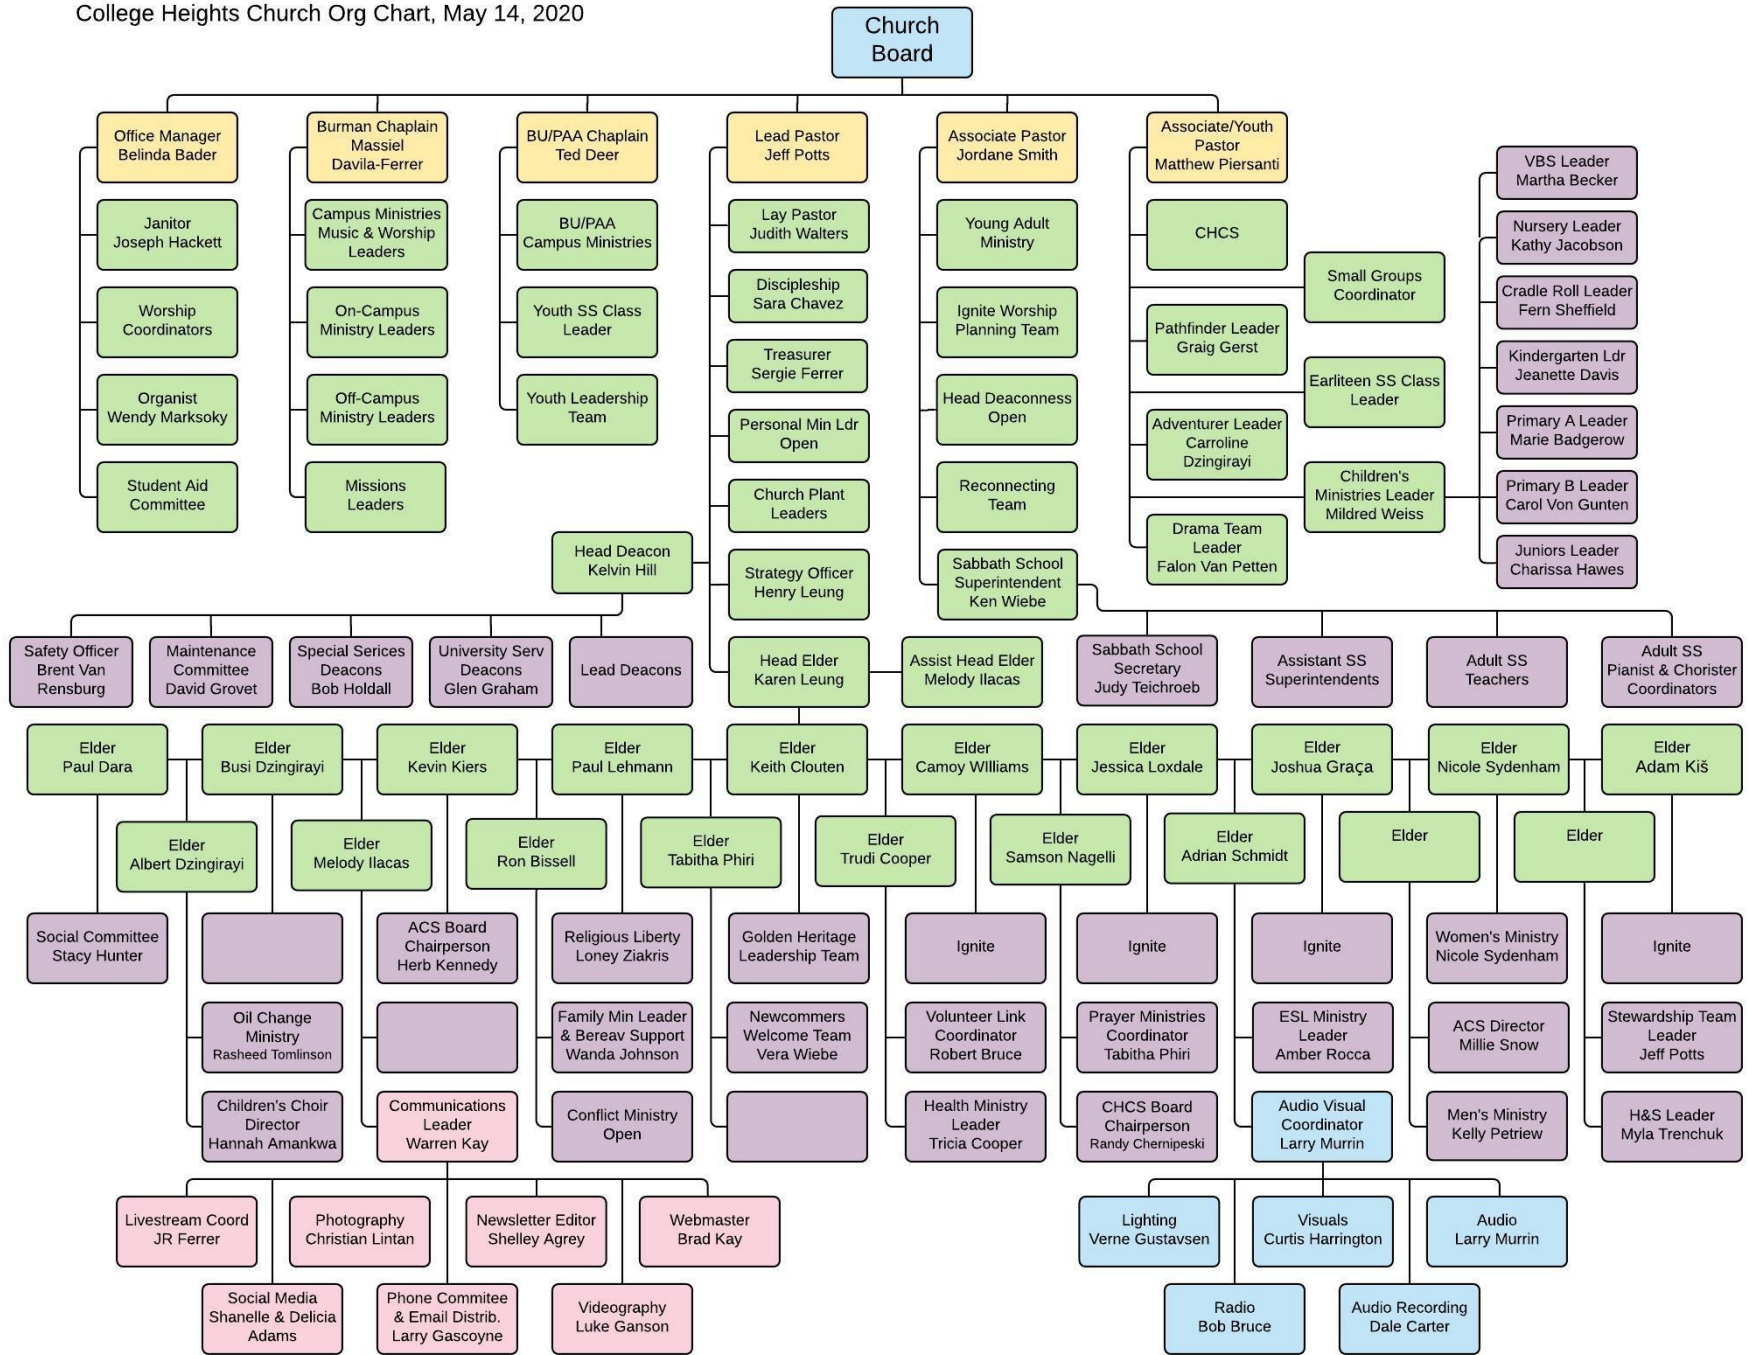 College Heights Church Org Chart, May 14, 2020
Church
Board
Office Manager
Belinda Bader
Burman Chaplain
Massiel
Davila-Ferrer
BU/PAA Chaplain
Ted Deer
Lead Pastor
Jeff Potts
Associate Pastor
Jordane Smith
Associate/Youth
Pastor
Matthew Piersanti
VBS Leader
Martha Becker
Janitor
Joseph Hackett
Campus Ministries
Music & Worship
Leaders
BU/PAA
Campus Ministries
Lay Pastor
Judith Walters
Young Adult
Ministry
CHCS
Nursery Leader
Kathy Jacobson
Small Groups
Coordinator
Discipleship
Sara Chavez
Cradle Roll Leader
Fern Sheffield
Worship
Coordinators
On-Campus
Ministry Leaders
Youth SS Class
Leader
Ignite Worship
Planning Team
Pathfinder Leader
Graig Gerst
Treasurer
Sergie Ferrer
Kindergarten Ldr
Jeanette Davis
Earliteen SS Class
Leader
Organist
Wendy Marksoky
Off-Campus
Ministry Leaders
Youth Leadership
Team
Head Deaconness
Open
Personal Min Ldr
Open
Adventurer Leader
Carroline
Dzingirayi
Primary A Leader
Marie Badgerow
Student Aid
Committee
Missions
Leaders
Church Plant
Leaders
Reconnecting
Team
Children's
Ministries Leader
Mildred Weiss
Primary B Leader
Carol Von Gunten
Head Deacon
Kelvin Hill
Strategy Officer
Henry Leung
Sabbath School
Superintendent
Ken Wiebe
Drama Team
Leader
Falon Van Petten
Juniors Leader
Charissa Hawes
Safety Officer
Brent Van
Rensburg
Maintenance
Committee
David Grovet
Special Serices
Deacons
Bob Holdall
University Serv
Deacons
Glen Graham
Lead Deacons
Head Elder
Karen Leung
Assist Head Elder
Melody Ilacas
Sabbath School
Secretary
Judy Teichroeb
Assistant SS
Superintendents
Adult SS
Teachers
Adult SS
Pianist & Chorister
Coordinators
Elder
Paul Dara
Elder
Busi Dzingirayi
Elder
Kevin Kiers
Elder
Paul Lehmann
Elder
Keith Clouten
Elder
Camoy WIlliams
Elder
Jessica Loxdale
Elder
Joshua Graça
Elder
Nicole Sydenham
Elder
Adam Kiš
Elder
Albert Dzingirayi
Elder
Melody Ilacas
Elder
Ron Bissell
Elder
Tabitha Phiri
Elder
Trudi Cooper
Elder
Samson Nagelli
Elder
Adrian Schmidt
Elder
Elder
Social Committee
Stacy Hunter
ACS Board
Chairperson
Herb Kennedy
Religious Liberty
Loney Ziakris
Golden Heritage
Leadership Team
Ignite
Ignite
Ignite
Women's Ministry
Nicole Sydenham
Ignite
Oil Change
Ministry
Rasheed Tomlinson
Family Min Leader
& Bereav Support
Wanda Johnson
Newcommers
Welcome Team
Vera Wiebe
Volunteer Link
Coordinator
Robert Bruce
Prayer Ministries
Coordinator
Tabitha Phiri
ESL Ministry
Leader
Amber Rocca
ACS Director
Millie Snow
Stewardship Team
Leader
Jeff Potts
Children's Choir
Director
Hannah Amankwa
Communications
Leader
Warren Kay
Conflict Ministry
Open
Health Ministry
Leader
Tricia Cooper
CHCS Board
Chairperson
Randy Chernipeski
Audio Visual
Coordinator
Larry Murrin
Men's Ministry
Kelly Petriew
H&S Leader
Myla Trenchuk
Livestream Coord
JR Ferrer
Photography
Christian Lintan
Newsletter Editor
Shelley Agrey
Webmaster
Brad Kay
Lighting
Verne Gustavsen
Visuals
Curtis Harrington
Audio
Larry Murrin
Social Media
Shanelle & Delicia
Adams
Phone Commitee
& Email Distrib.
Larry Gascoyne
Videography
Luke Ganson
Radio
Bob Bruce
Audio Recording
Dale Carter